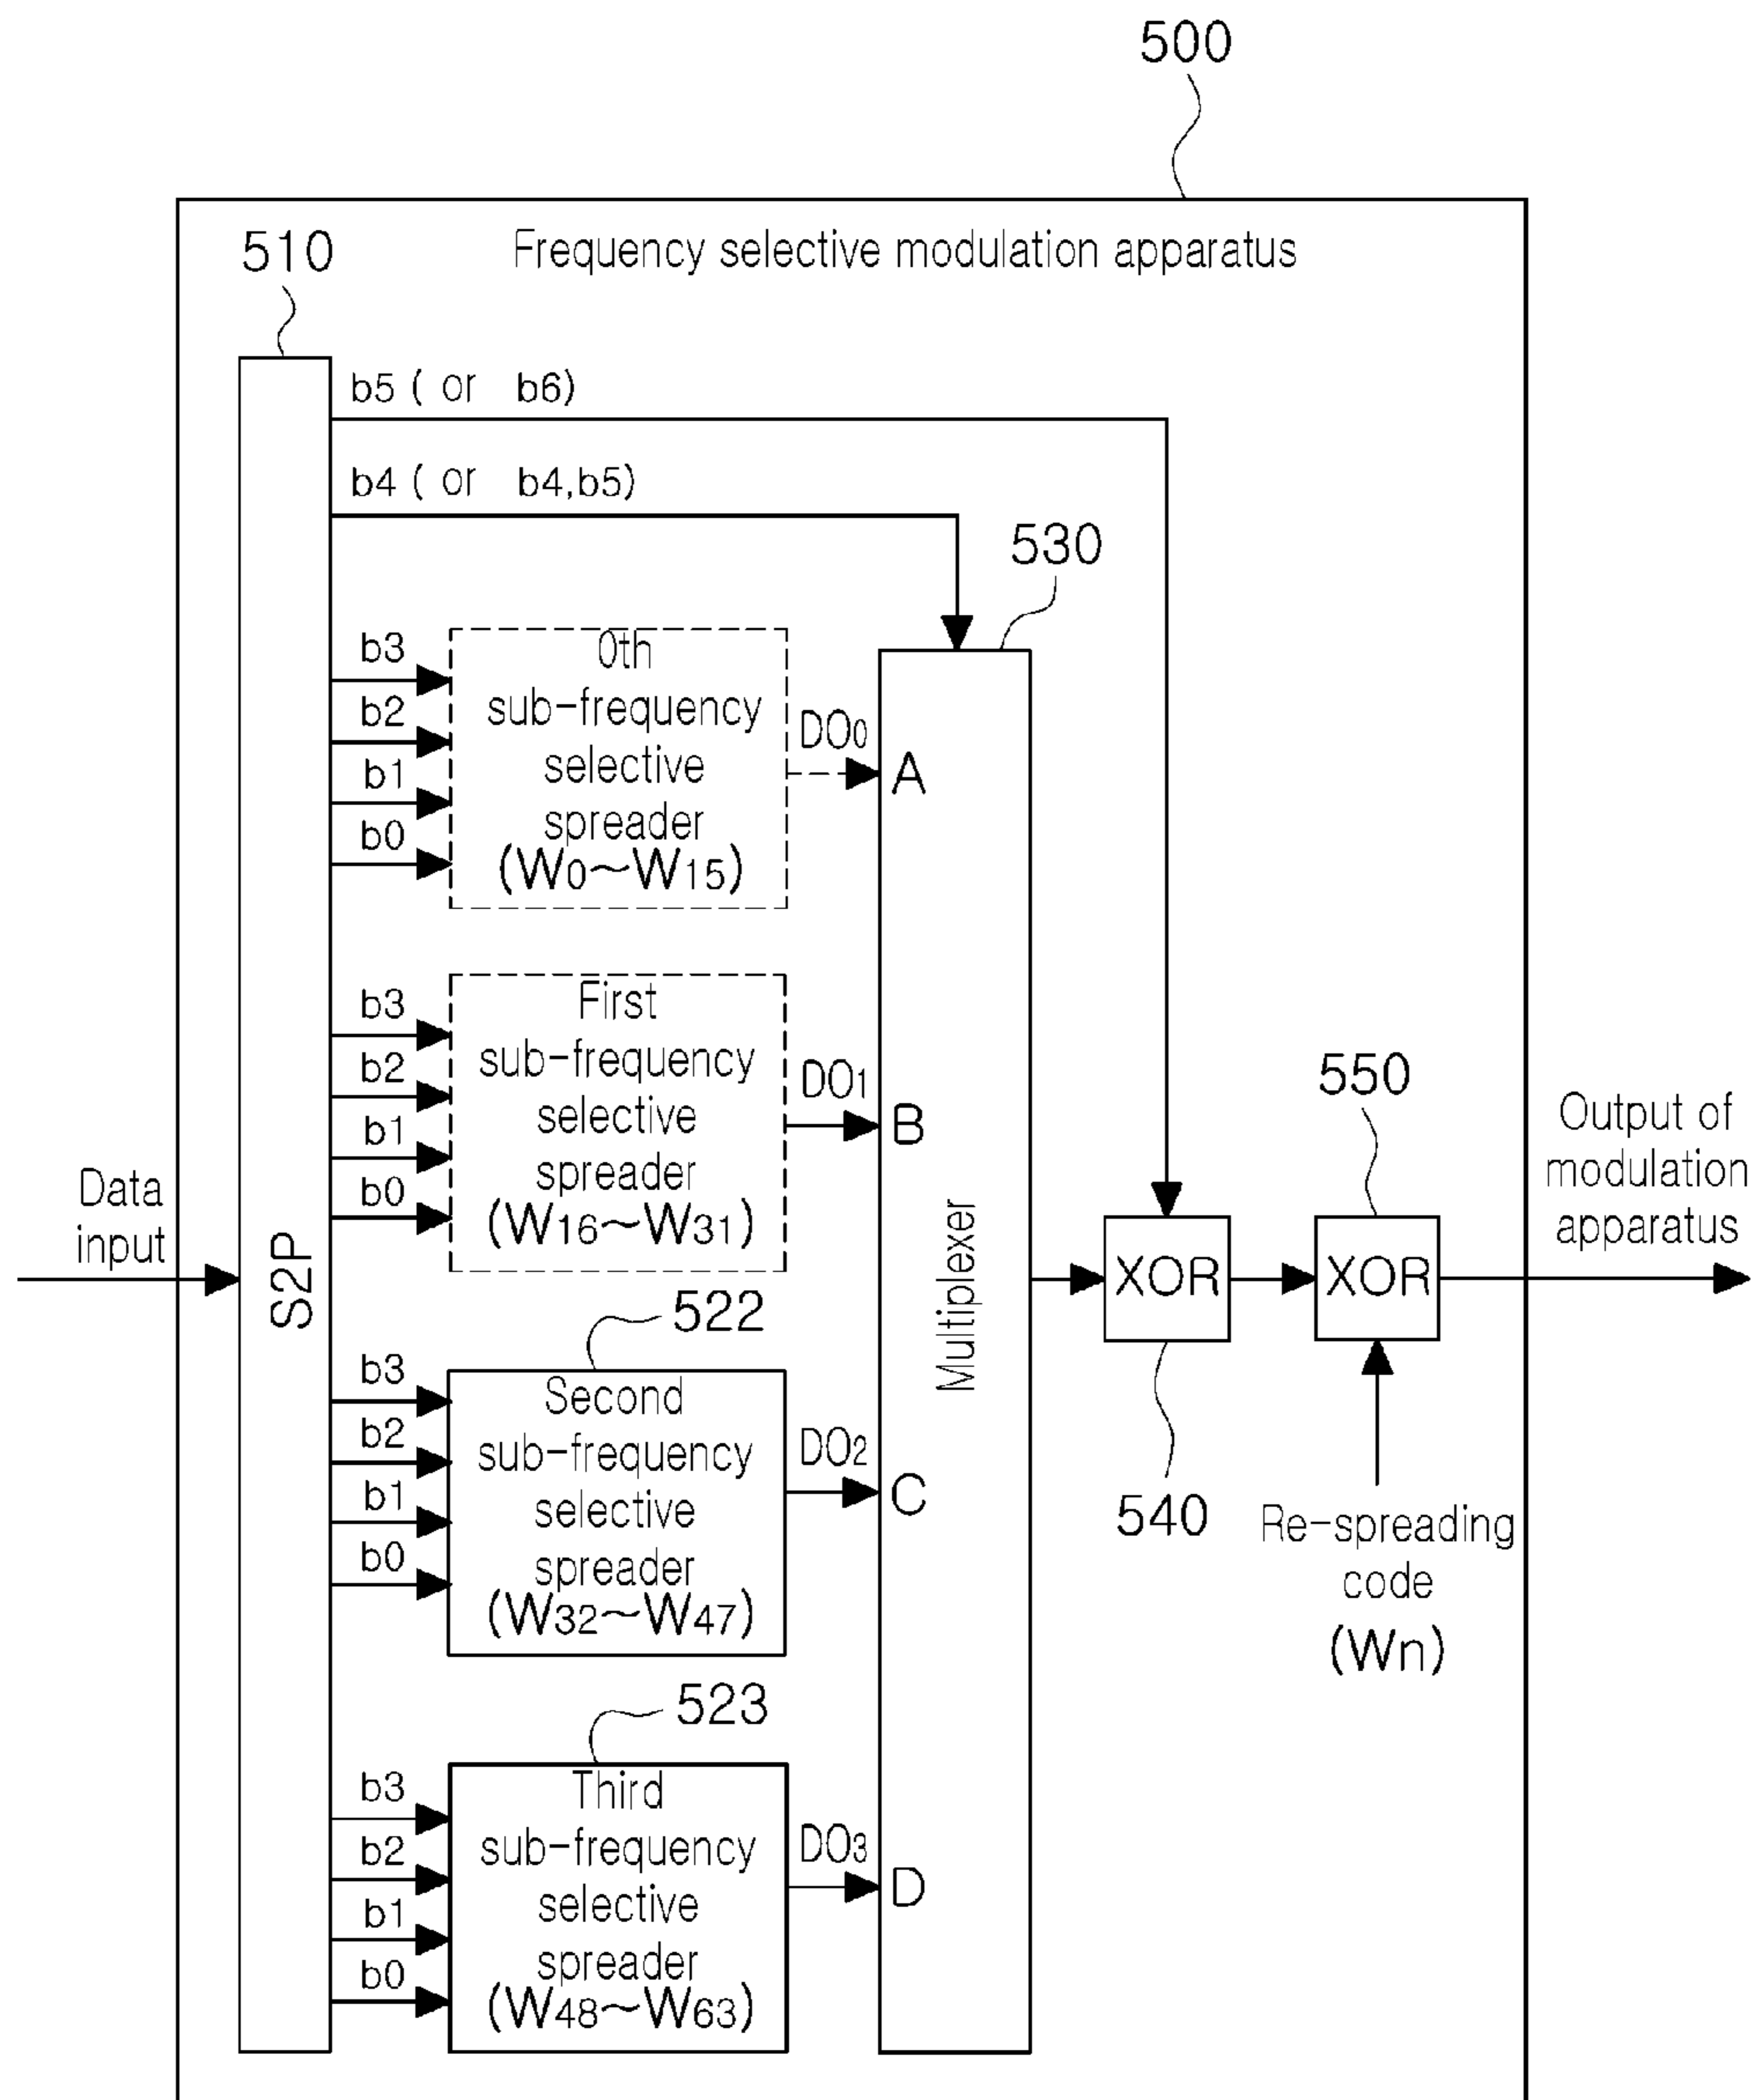 500
Frequency selective modulation apparatus
510
b5 ( or b6)
b4 ( or b4,b5)
530
b3
b2
b1
b0
0th
sub-frequency
selective
spreader
(W0~W15)
DO0
A
b3
b2
b1
b0
First
sub-frequency
selective
spreader
(W16~W31)
DO1
B
Data
input
S2P
Multiplexer
XOR
540
550
XOR
Re-spreading
code
(Wn)
Output of
modulation
apparatus
522
b3
b2
b1
b0
Second
sub-frequency
selective
spreader
(W32~W47)
DO2
C
523
b3
b2
b1
b0
Third
sub-frequency
selective
spreader
(W48~W63)
DO3
D